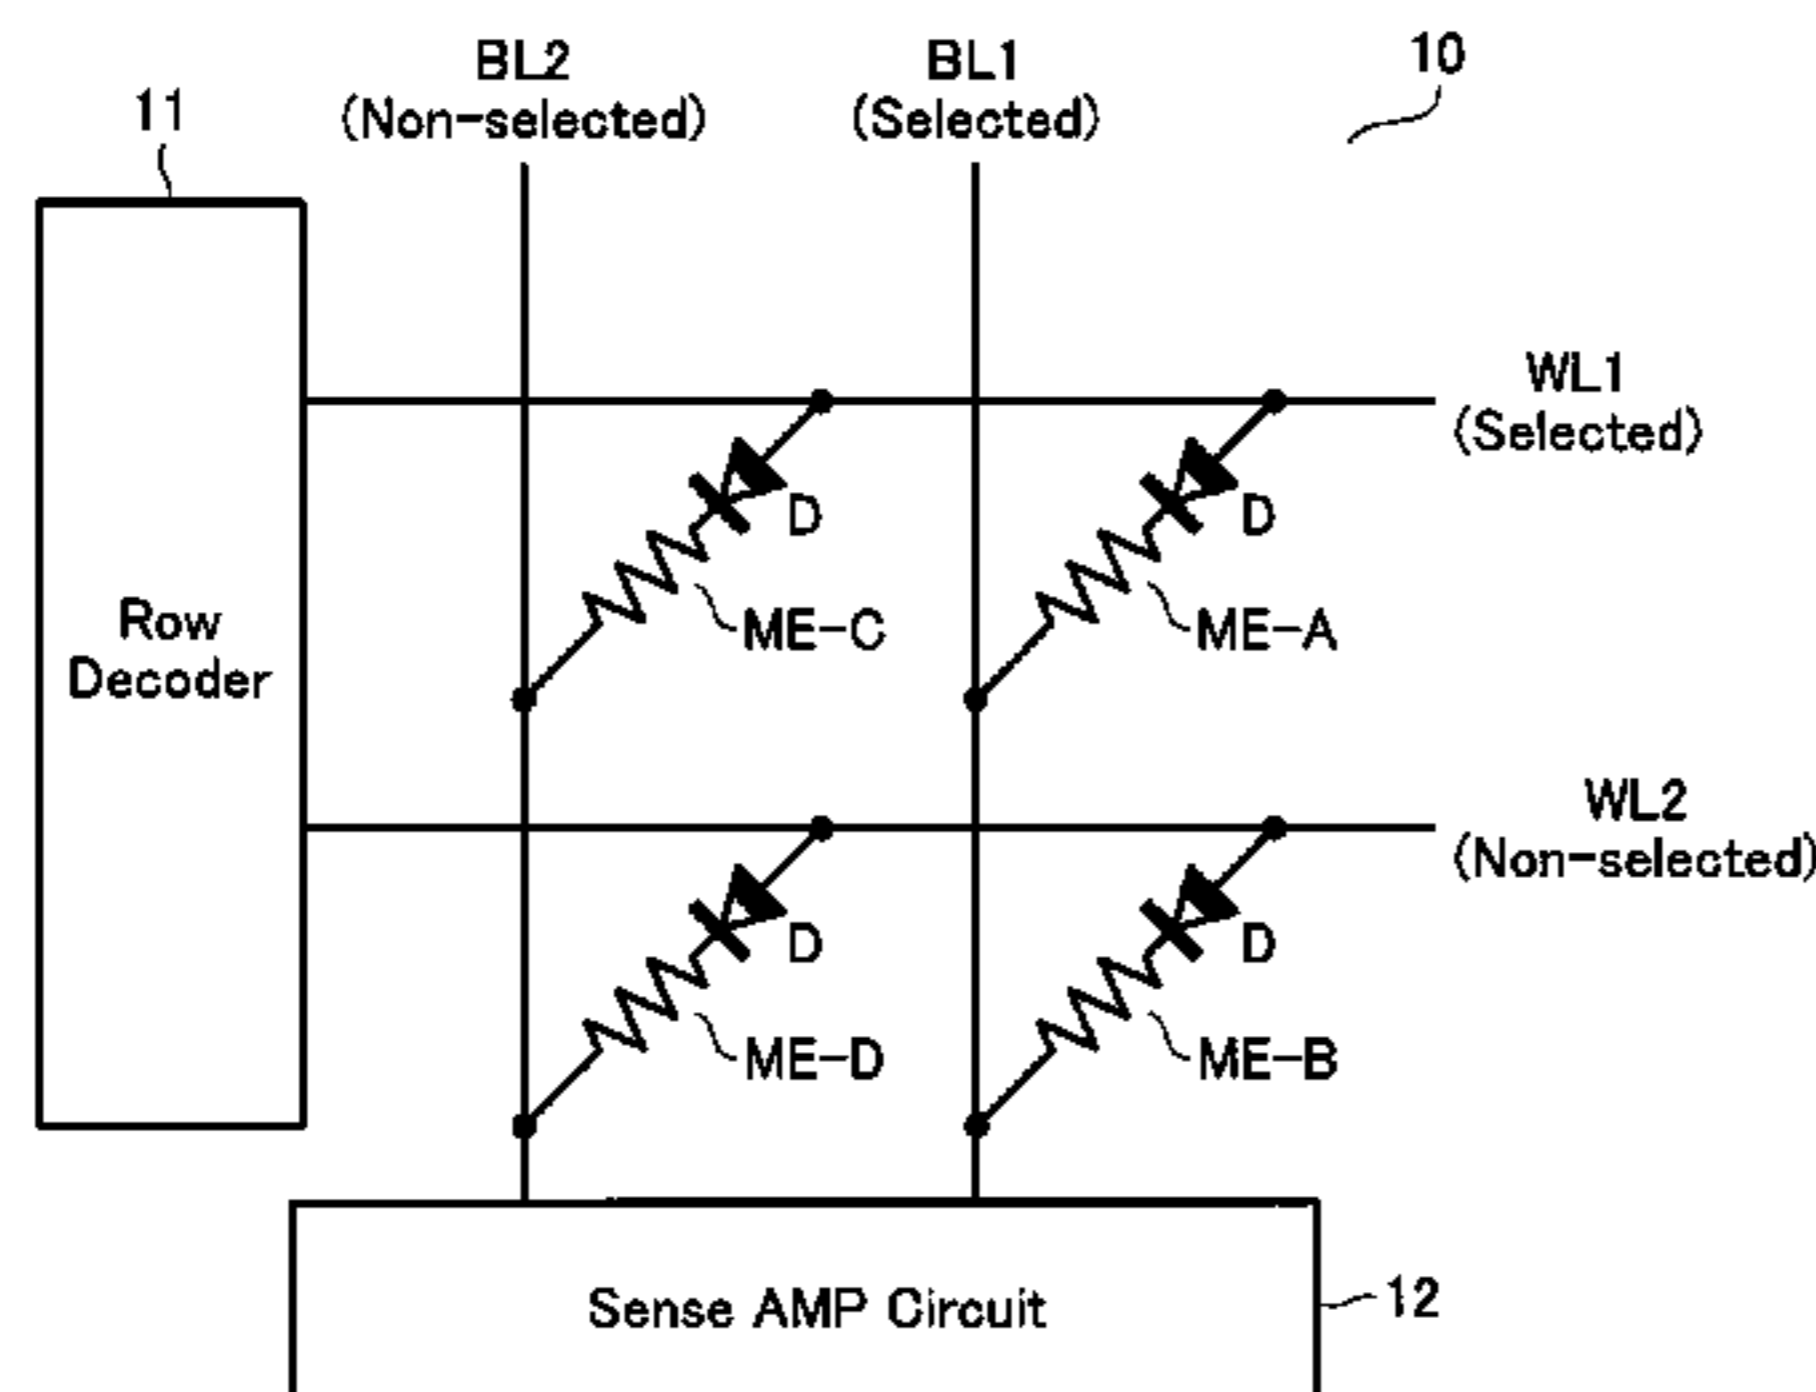 BL2
(Non-selected)
BL1
(Selected)
10
11
WL1
(Selected)
D
D
ME-C
ME-A
Row
Decoder
WL2
(Non-selected)
D
D
ME-D
ME-B
Sense AMP Circuit
12